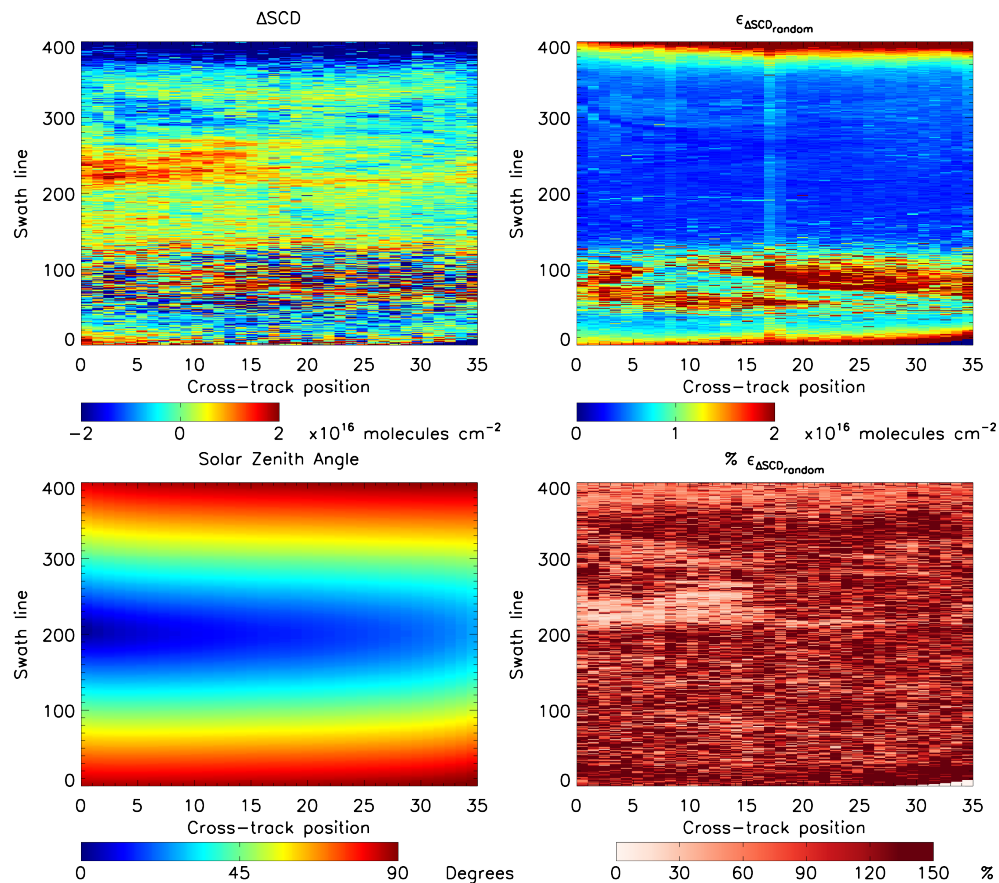 ΔSCD
400
300
200
100
0
Swath line
0 5 10 15 20 25 30 35
Cross-track position
−2 0 2 x10^16 molecules cm^−2
ϵ_ΔSCD_random
400
300
200
100
0
Swath line
0 5 10 15 20 25 30 35
Cross-track position
0 1 2 x10^16 molecules cm^−2
Solar Zenith Angle
400
300
200
100
0
Swath line
0 5 10 15 20 25 30 35
Cross-track position
0 45 90 Degrees
% ϵ_ΔSCD_random
400
300
200
100
0
Swath line
0 5 10 15 20 25 30 35
Cross-track position
0 30 60 90 120 150 %